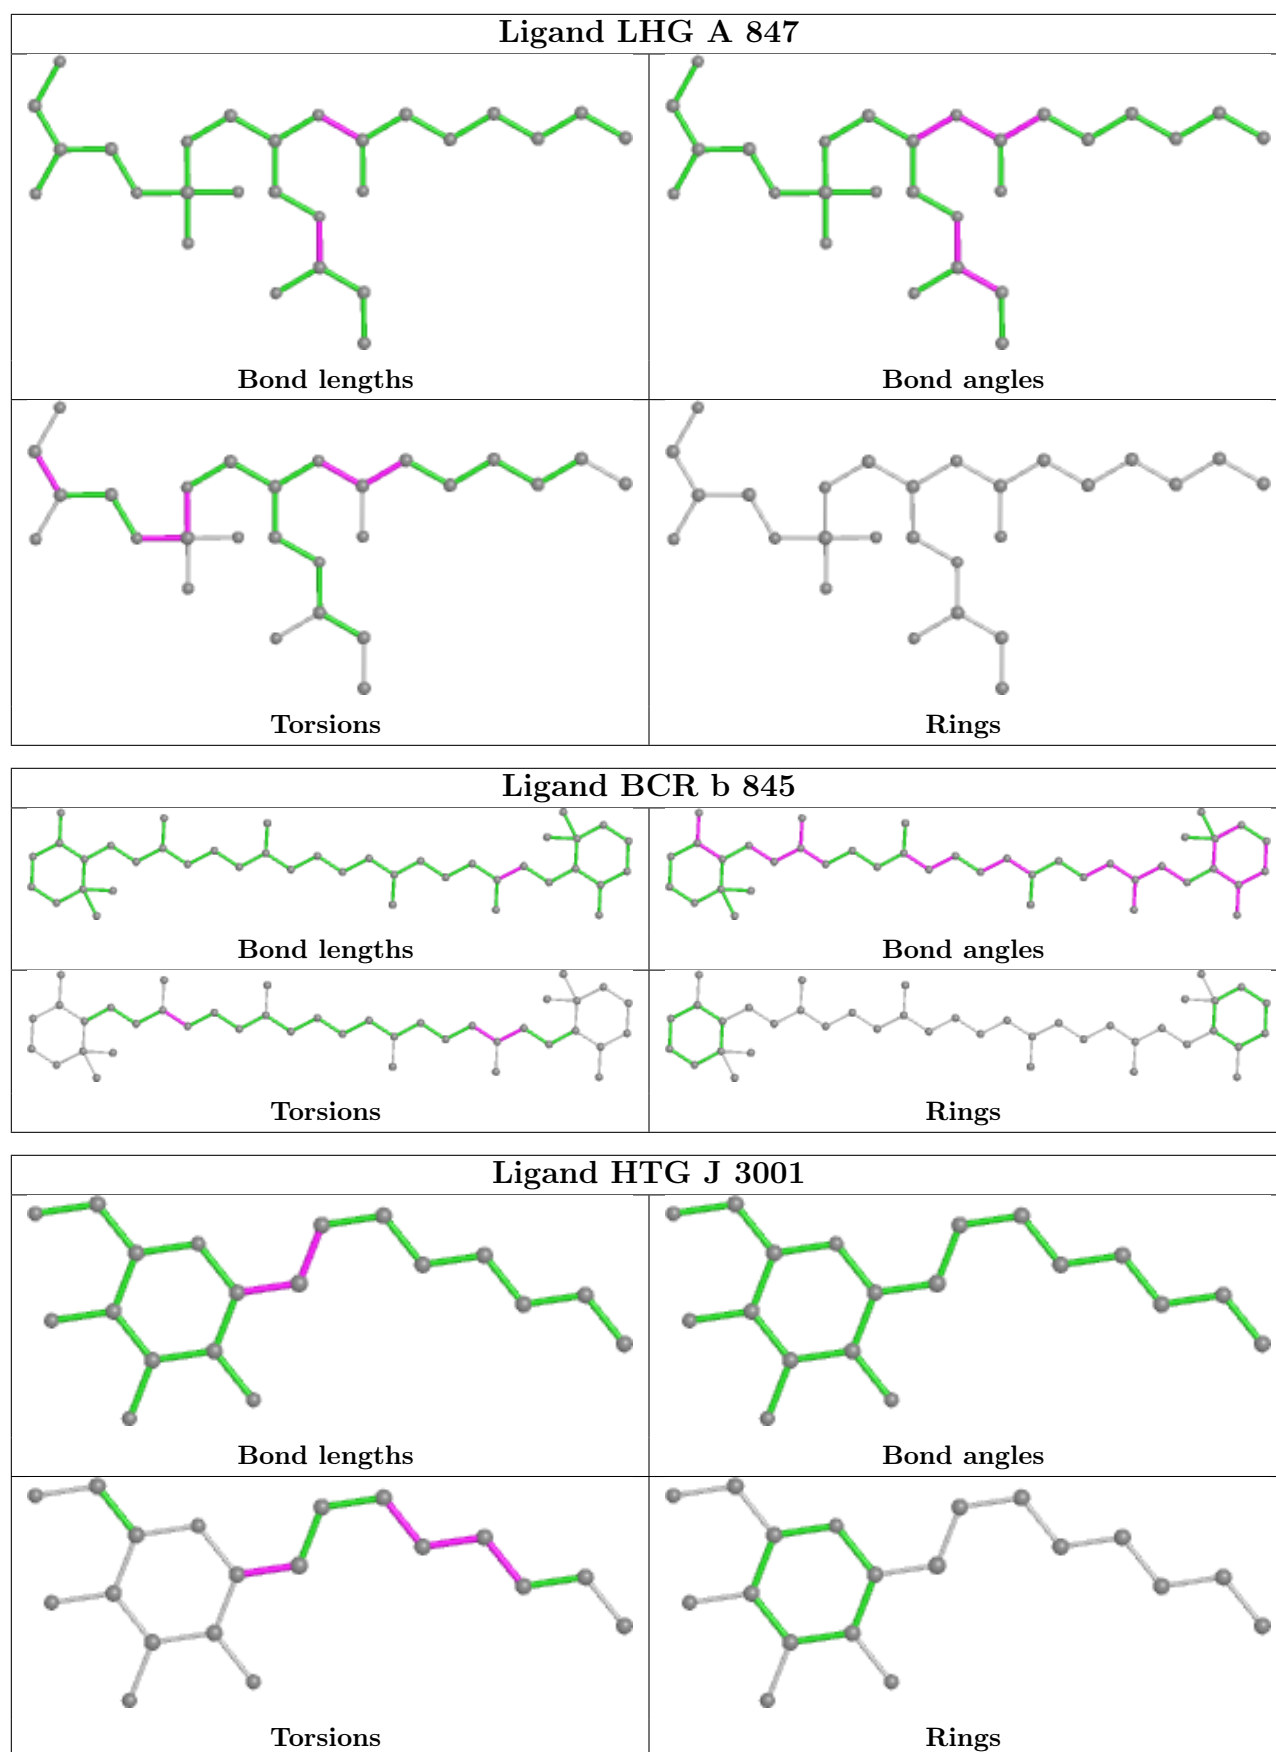 Ligand LHG A 847
Bond lengths
Bond angles
Torsions
Rings
Ligand BCR b 845
Bond lengths
Bond angles
Torsions
Rings
Ligand HTG J 3001
Bond lengths
Bond angles
Torsions
Rings